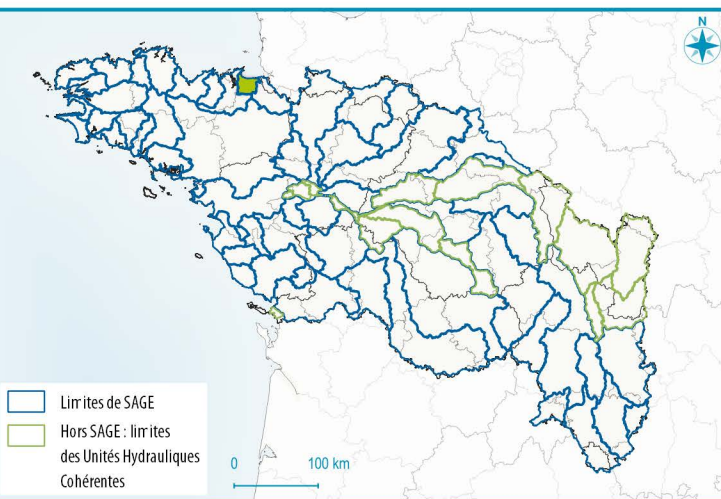 N
Limites de SAGE
Hors SAGE : limites
des Unités Hydrauliques
Cohérentes
0 100 km